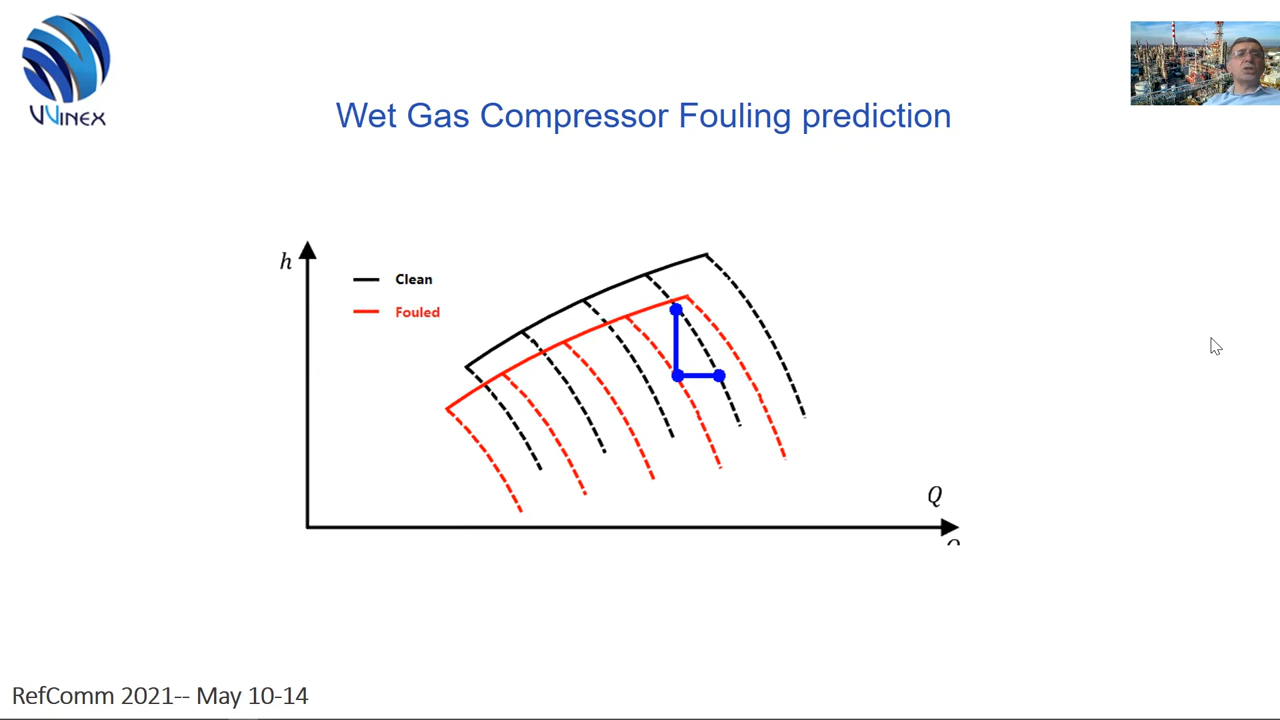 VVINEX
Wet Gas Compressor Fouling prediction
h
Clean
Fouled
Q
RefComm 2021-- May 10-14